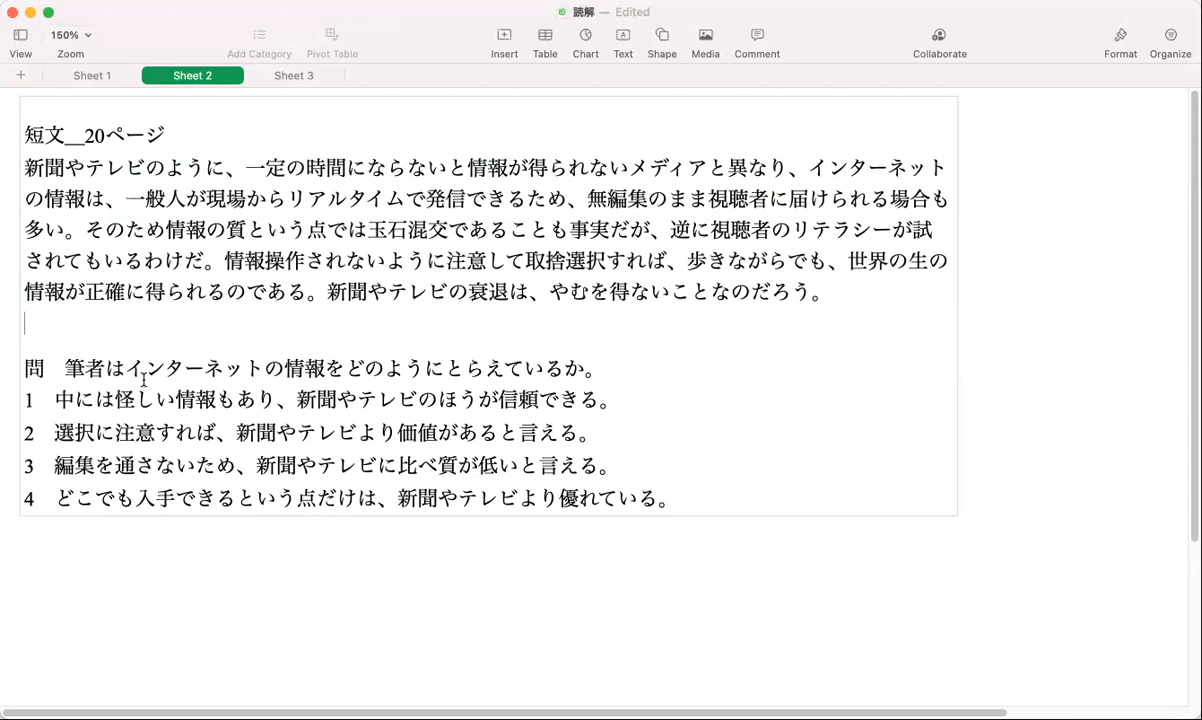 読解 — Edited
150%
View
Zoom
Add Category
Pivot Table
Insert
Table
Chart
Text
Shape
Media
Comment
Collaborate
Format
Organize
Sheet 1
Sheet 2
Sheet 3
短文__20ページ
新聞やテレビのように、一定の時間にならないと情報が得られないメディアと異なり、インターネット
の情報は、一般人が現場からリアルタイムで発信できるため、無編集のまま視聴者に届けられる場合も
多い。そのため情報の質という点では玉石混交であることも事実だが、逆に視聴者のリテラシーが試
されてもいるわけだ。情報操作されないように注意して取捨選択すれば、歩きながらでも、世界の生の
情報が正確に得られるのである。新聞やテレビの衰退は、やむを得ないことなのだろう。
問　筆者はインターネットの情報をどのようにとらえているか。
1　中には怪しい情報もあり、新聞やテレビのほうが信頼できる。
2　選択に注意すれば、新聞やテレビより価値があると言える。
3　編集を通さないため、新聞やテレビに比べ質が低いと言える。
4　どこでも入手できるという点だけは、新聞やテレビより優れている。